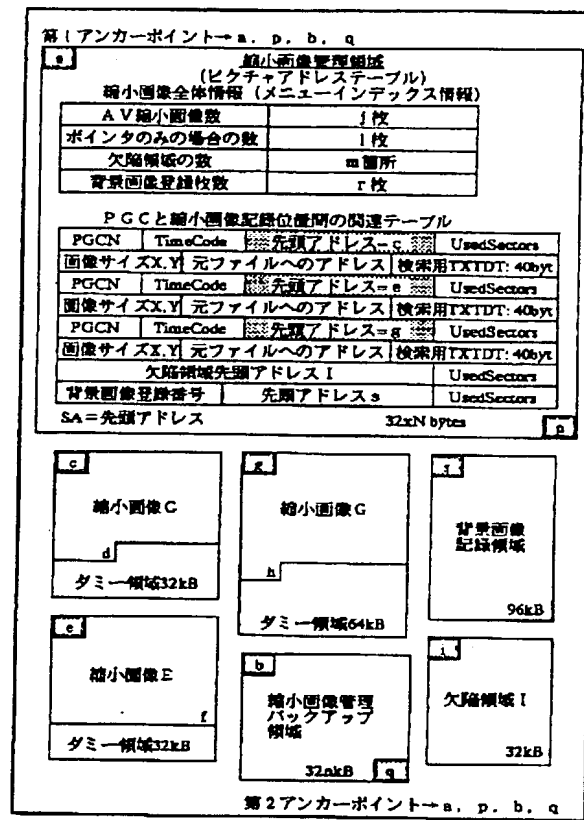 第1アンカーポイント→a, p, b, q
a
縮小画像管理領域
(ピクチャアドレステーブル)
縮小画像全体情報 (メニューインデックス情報)
AV縮小画像数 j枚
ポインタのみの場合の数 l枚
欠陥領域の数 m箇所
背景画像登録枚数 r枚
PGCと縮小画像記録位置間の関連テーブル
PGCN TimeCode 先頭アドレス=c UsedSectors
画像サイズX,Y 元ファイルへのアドレス 検索用TXTDT: 40byt
PGCN TimeCode 先頭アドレス=e UsedSectors
画像サイズX,Y 元ファイルへのアドレス 検索用TXTDT: 40byt
PGCN TimeCode 先頭アドレス=g UsedSectors
画像サイズX,Y 元ファイルへのアドレス 検索用TXTDT: 40byt
欠陥領域先頭アドレス I UsedSectors
背景画像登録番号 先頭アドレス s UsedSectors
SA=先頭アドレス 32xN bytes
p
c
縮小画像G
d
ダミー領域32kB
g
縮小画像G
h
ダミー領域64kB
背景画像
記録領域
96kB
e
縮小画像E
f
ダミー領域32kB
b
縮小画像管理
バックアップ
領域
32nkB q
i
欠陥領域 I
32kB
第2アンカーポイント→a, p, b, q